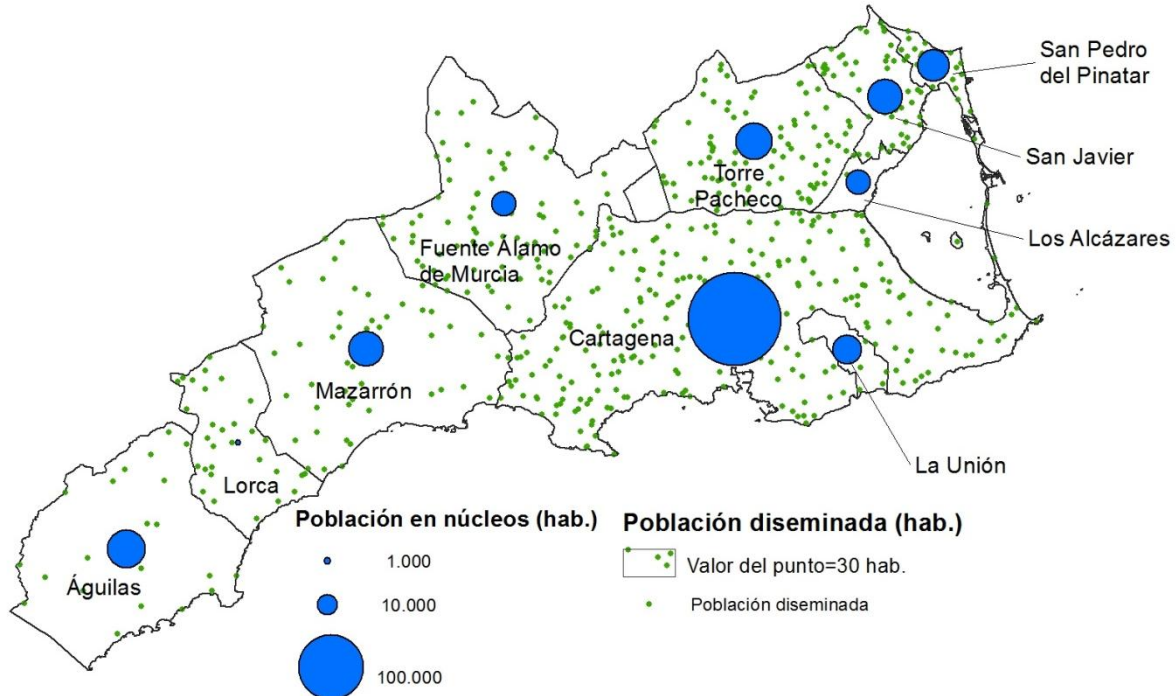 San Pedro
del Pinatar
San Javier
Torre
Pacheco
Los Alcázares
Fuente Álamo
de Murcia
Cartagena
Mazarrón
La Unión
Lorca
Águilas
Población en núcleos (hab.)
1.000
10.000
100.000
Población diseminada (hab.)
Valor del punto=30 hab.
Población diseminada